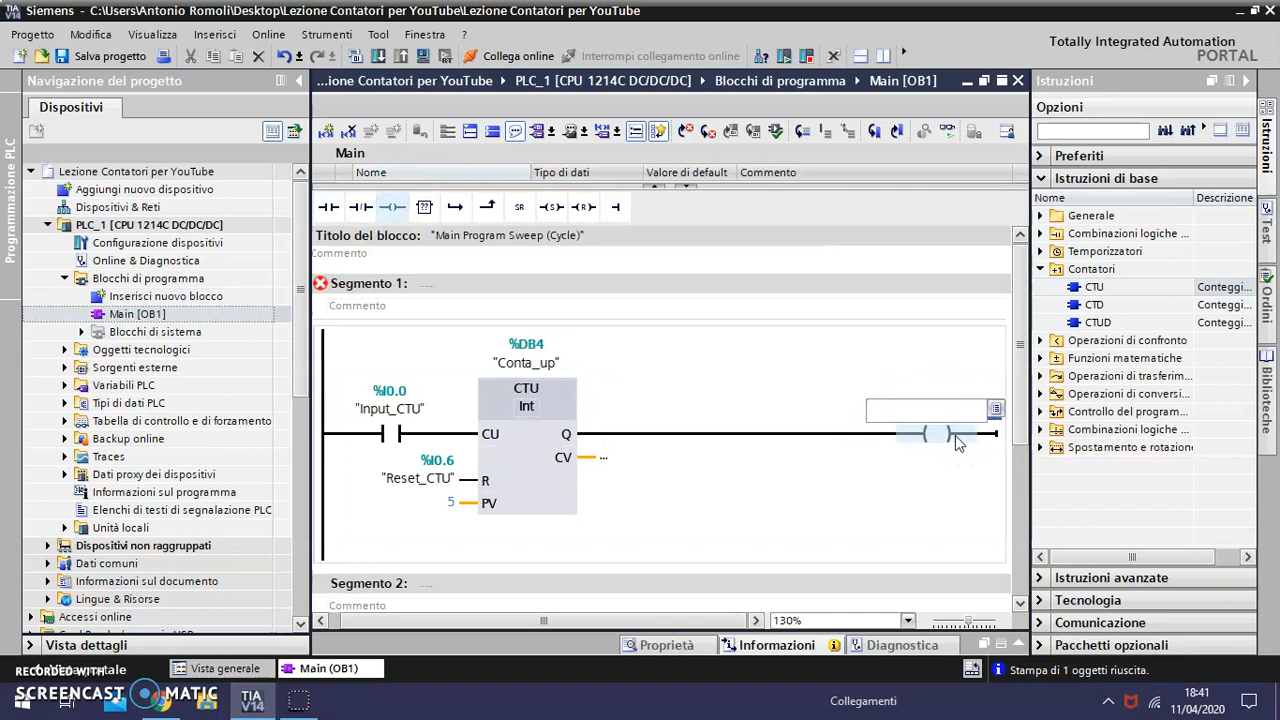 Siemens - C:\Users\Antonio Romoli\Desktop\Lezione Contatori per YouTube\Lezione Contatori per YouTube
TIA
V14
Progetto Modifica Visualizza Inserisci Online Strumenti Tool Finestra ?
Totally Integrated Automation
PORTAL
Salva progetto Collega online Interrompi collegamento online
Navigazione del progetto
...ione Contatori per YouTube PLC_1 [CPU 1214C DC/DC/DC] Blocchi di programma Main [OB1]
Istruzioni
Dispositivi
Opzioni
Programmazione PLC
Main
Nome Tipo di dati Valore di default Commento
Preferiti
Istruzioni di base
Nome Descrizione
Generale
Combinazioni logiche ...
Temporizzatori
Contatori
CTU Conteggi...
CTD Conteggi...
CTUD Conteggi...
Operazioni di confronto
Funzioni matematiche
Operazioni di trasferim...
Operazioni di conversi...
Controllo del program...
Combinazioni logiche ...
Spostamento e rotazione
Istruzioni avanzate
Tecnologia
Comunicazione
Pacchetti opzionali
Istruzioni
Test
Ordini
Biblioteche
Lezione Contatori per YouTube
Aggiungi nuovo dispositivo
Dispositivi & Reti
PLC_1 [CPU 1214C DC/DC/DC]
Configurazione dispositivi
Online & Diagnostica
Blocchi di programma
Inserisci nuovo blocco
Main [OB1]
Blocchi di sistema
Oggetti tecnologici
Sorgenti esterne
Variabili PLC
Tipi di dati PLC
Tabella di controllo e di forzamento
Backup online
Traces
Dati proxy dei dispositivi
Informazioni sul programma
Elenchi di testi di segnalazione PLC
Unità locali
Dispositivi non raggruppati
Dati comuni
Informazioni sul documento
Lingue & Risorse
Accessi online
Vista dettagli
?? SR (S) (R)
Titolo del blocco: "Main Program Sweep (Cycle)"
Commento
Segmento 1: .....
Commento
%DB4
"Conta_up"
CTU
Int
%I0.0
"Input_CTU"
CU Q
CV ...
%I0.6
"Reset_CTU" R
5 PV
Segmento 2: .....
Commento
130%
Proprietà Informazioni Diagnostica
Vista generale Main (OB1)
Stampa di 1 oggetti riuscita.
RECORDED WITH
SCREENCAST MATIC
TIA
V14
Collegamenti
18:41
11/04/2020